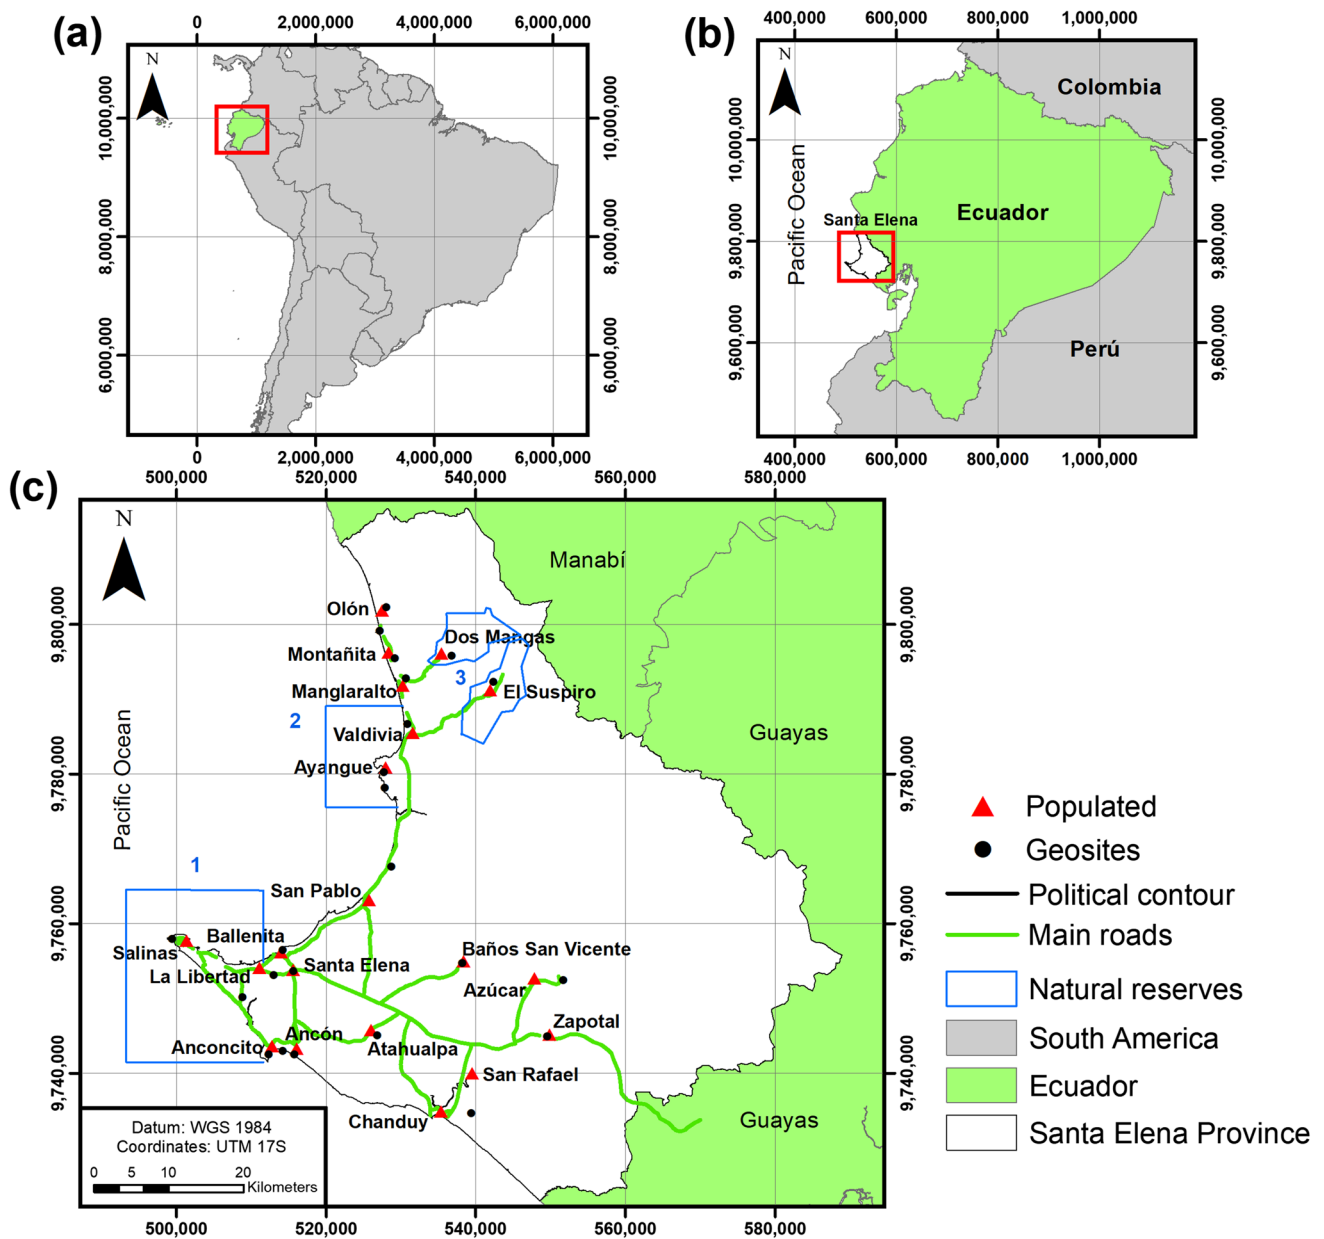 (a)
0 2,000,000 4,000,000 6,000,000
N
10,000,000
8,000,000
6,000,000
10,000,000
8,000,000
6,000,000
0 2,000,000 4,000,000 6,000,000
(b)
400,000 600,000 800,000 1,000,000
N
10,000,000
9,800,000
9,600,000
10,000,000
9,800,000
9,600,000
Colombia
Pacific Ocean
Santa Elena
Ecuador
Perú
400,000 600,000 800,000 1,000,000
(c)
500,000 520,000 540,000 560,000 580,000
N
9,800,000
9,780,000
9,760,000
9,740,000
9,800,000
9,780,000
9,760,000
9,740,000
Manabí
Olón
Dos Mangas
Montañita
3
Manglaralto
El Suspiro
2
Valdivia
Guayas
Ayangue
Pacific Ocean
1
San Pablo
Ballenita
Salinas
Baños San Vicente
Santa Elena
La Libertad
Azúcar
Zapotal
Ancón
Anconcito
Atahualpa
San Rafael
Chanduy
Guayas
Datum: WGS 1984
Coordinates: UTM 17S
0 5 10 20
Kilometers
500,000 520,000 540,000 560,000 580,000
Populated
Geosites
Political contour
Main roads
Natural reserves
South America
Ecuador
Santa Elena Province